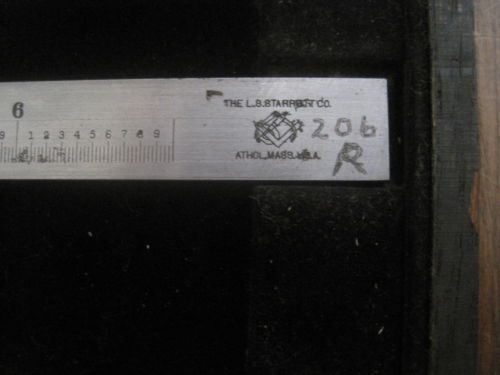 6
9 1 2 3 4 5 6 7 8 9
THE L.S. STARRETT CO.
206
ATHOL, MASS. U.S.A.
R